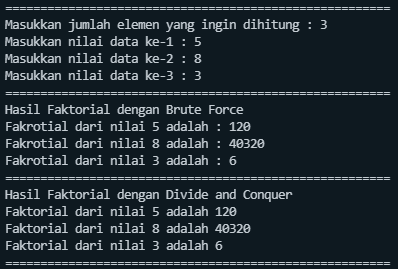 ======================================================
Masukkan jumlah elemen yang ingin dihitung : 3
Masukkan nilai data ke-1 : 5
Masukkan nilai data ke-2 : 8
Masukkan nilai data ke-3 : 3
======================================================
Hasil Faktorial dengan Brute Force
Fakrotial dari nilai 5 adalah : 120
Fakrotial dari nilai 8 adalah : 40320
Fakrotial dari nilai 3 adalah : 6
======================================================
Hasil Faktorial dengan Divide and Conquer
Faktorial dari nilai 5 adalah 120
Faktorial dari nilai 8 adalah 40320
Faktorial dari nilai 3 adalah 6
======================================================